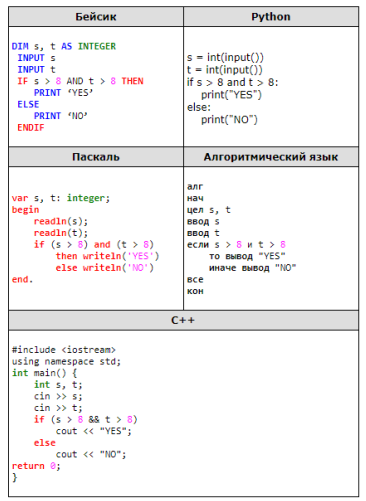 Бейсик
DIM s, t AS INTEGER
INPUT s
INPUT t
IF s > 8 AND t > 8 THEN
PRINT ‘YES’
ELSE
PRINT ‘NO’
ENDIF
Python
s = int(input())
t = int(input())
if s > 8 and t > 8:
print("YES")
else:
print("NO")
Паскаль
var s, t: integer;
begin
readln(s);
readln(t);
if (s > 8) and (t > 8)
then writeln('YES')
else writeln('NO')
end.
Алгоритмический язык
алг
нач
цел s, t
ввод s
ввод t
если s > 8 и t > 8
то вывод "YES"
иначе вывод "NO"
все
кон
C++
#include <iostream>
using namespace std;
int main() {
int s, t;
cin >> s;
cin >> t;
if (s > 8 && t > 8)
cout << "YES";
else
cout << "NO";
return 0;
}